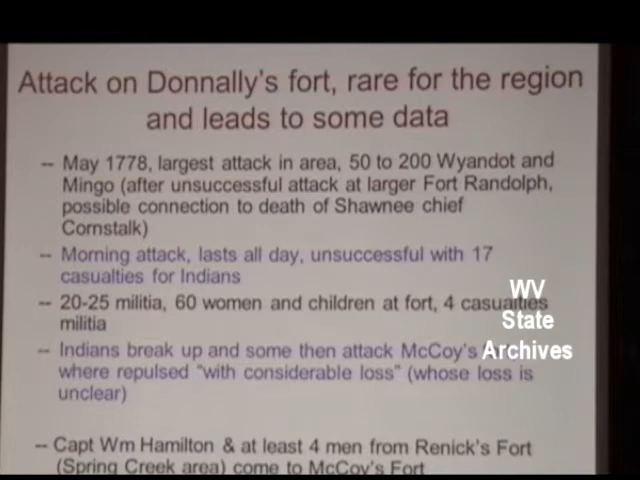 Attack on Donnally's fort, rare for the region
and leads to some data
-- May 1778, largest attack in area, 50 to 200 Wyandot and
Mingo (after unsuccessful attack at larger Fort Randolph,
possible connection to death of Shawnee chief
Cornstalk)
-- Morning attack, lasts all day, unsuccessful with 17
casualties for Indians
-- 20-25 militia, 60 women and children at fort, 4 casualties
militia
-- Indians break up and some then attack McCoy's
where repulsed "with considerable loss" (whose loss is
unclear)
-- Capt Wm Hamilton & at least 4 men from Renick's Fort
(Spring Creek area) come to McCoy's Fort
WV
State
Archives